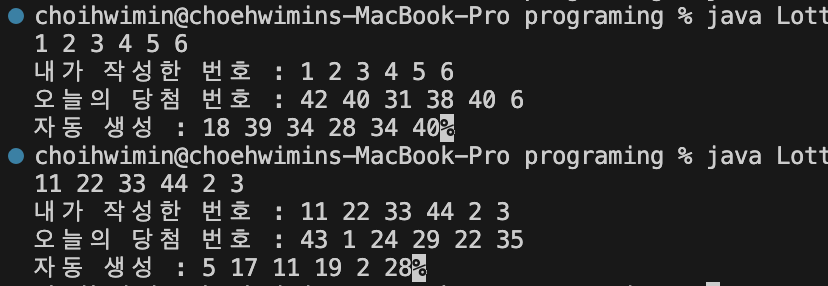 choihwimin@choehwimins-MacBook-Pro programing % java Lott
1 2 3 4 5 6
내가 작성한 번호 : 1 2 3 4 5 6
오늘의 당첨 번호 : 42 40 31 38 40 6
자동 생성 : 18 39 34 28 34 40%
choihwimin@choehwimins-MacBook-Pro programing % java Lott
11 22 33 44 2 3
내가 작성한 번호 : 11 22 33 44 2 3
오늘의 당첨 번호 : 43 1 24 29 22 35
자동 생성 : 5 17 11 19 2 28%